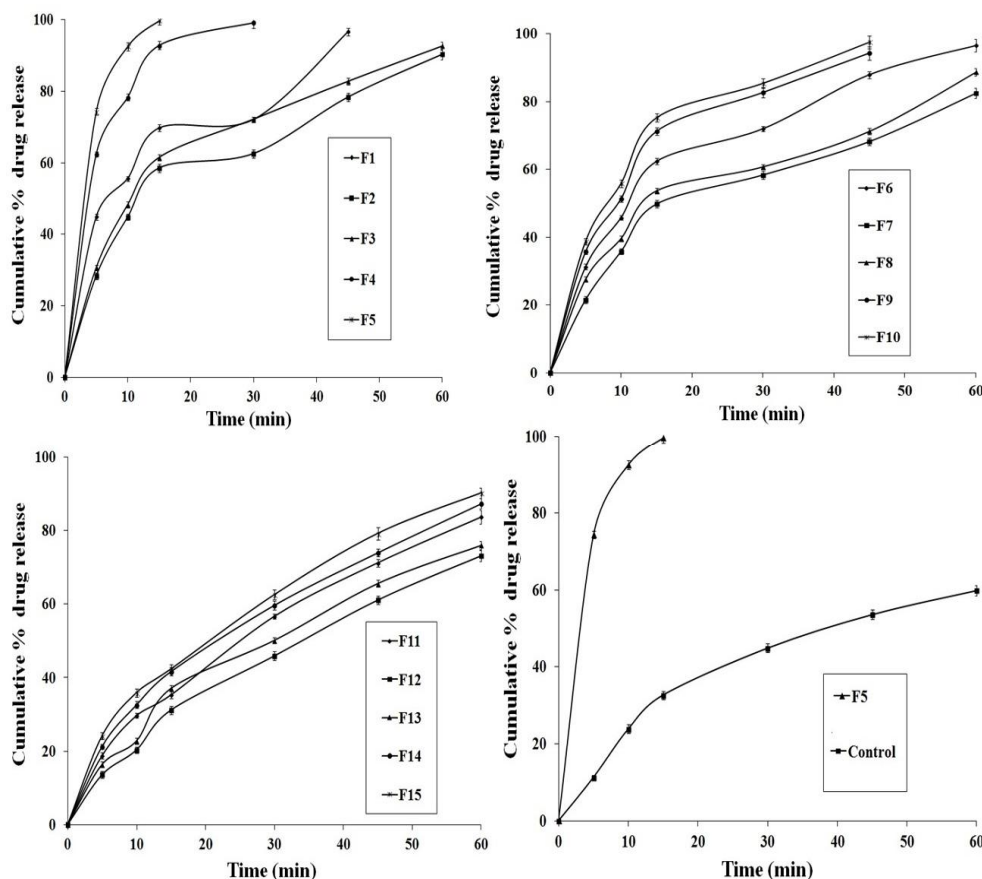 Cumulative % drug release
100
80
60
40
20
0
F1
F2
F3
F4
F5
0 10 20 30 40 50 60
Time (min)
Cumulative % drug release
100
80
60
40
20
0
F6
F7
F8
F9
F10
0 10 20 30 40 50 60
Time (min)
Cumulative % drug release
100
80
60
40
20
0
F11
F12
F13
F14
F15
0 10 20 30 40 50 60
Time (min)
Cumulative % drug release
100
80
60
40
20
0
F5
Control
0 10 20 30 40 50 60
Time (min)